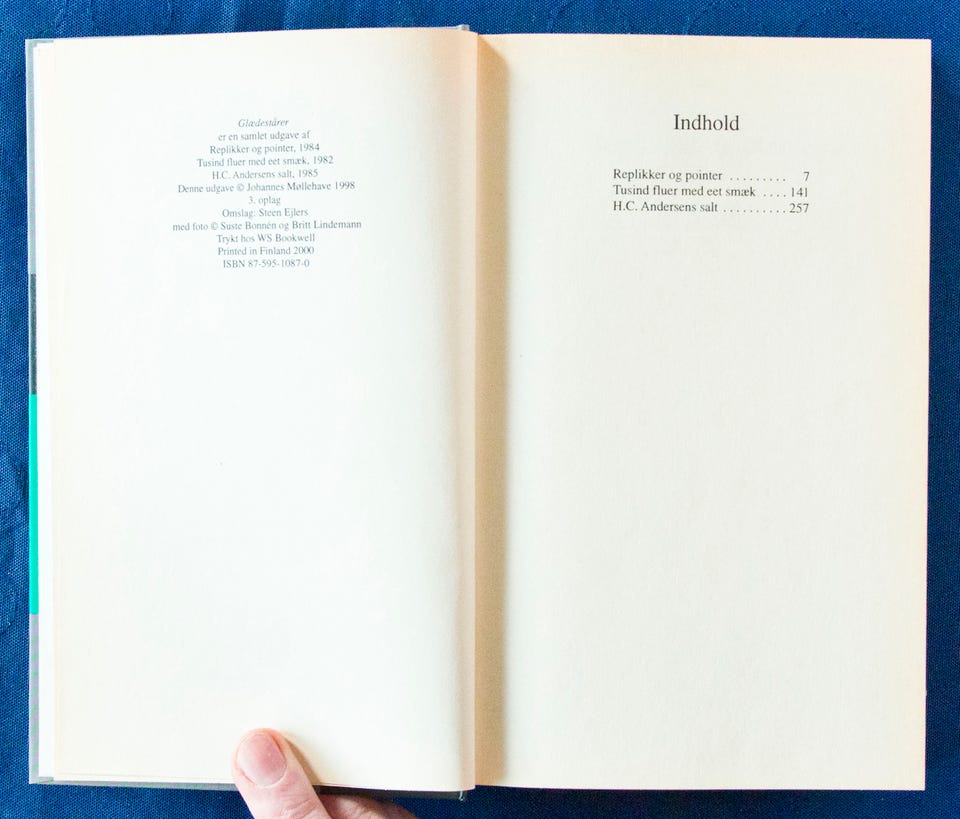 Glædestårer
er en samlet udgave af
Replikker og pointer, 1984
Tusind fluer med eet smæk, 1982
H.C. Andersens salt, 1985
Denne udgave © Johannes Møllehave 1998
3. oplag
Omslag: Steen Ejlers
med foto © Suste Bonnén og Britt Lindemann
Trykt hos WS Bookwell
Printed in Finland 2000
ISBN 87-595-1087-0
Indhold
Replikker og pointer ......... 7
Tusind fluer med eet smæk .... 141
H.C. Andersens salt .......... 257